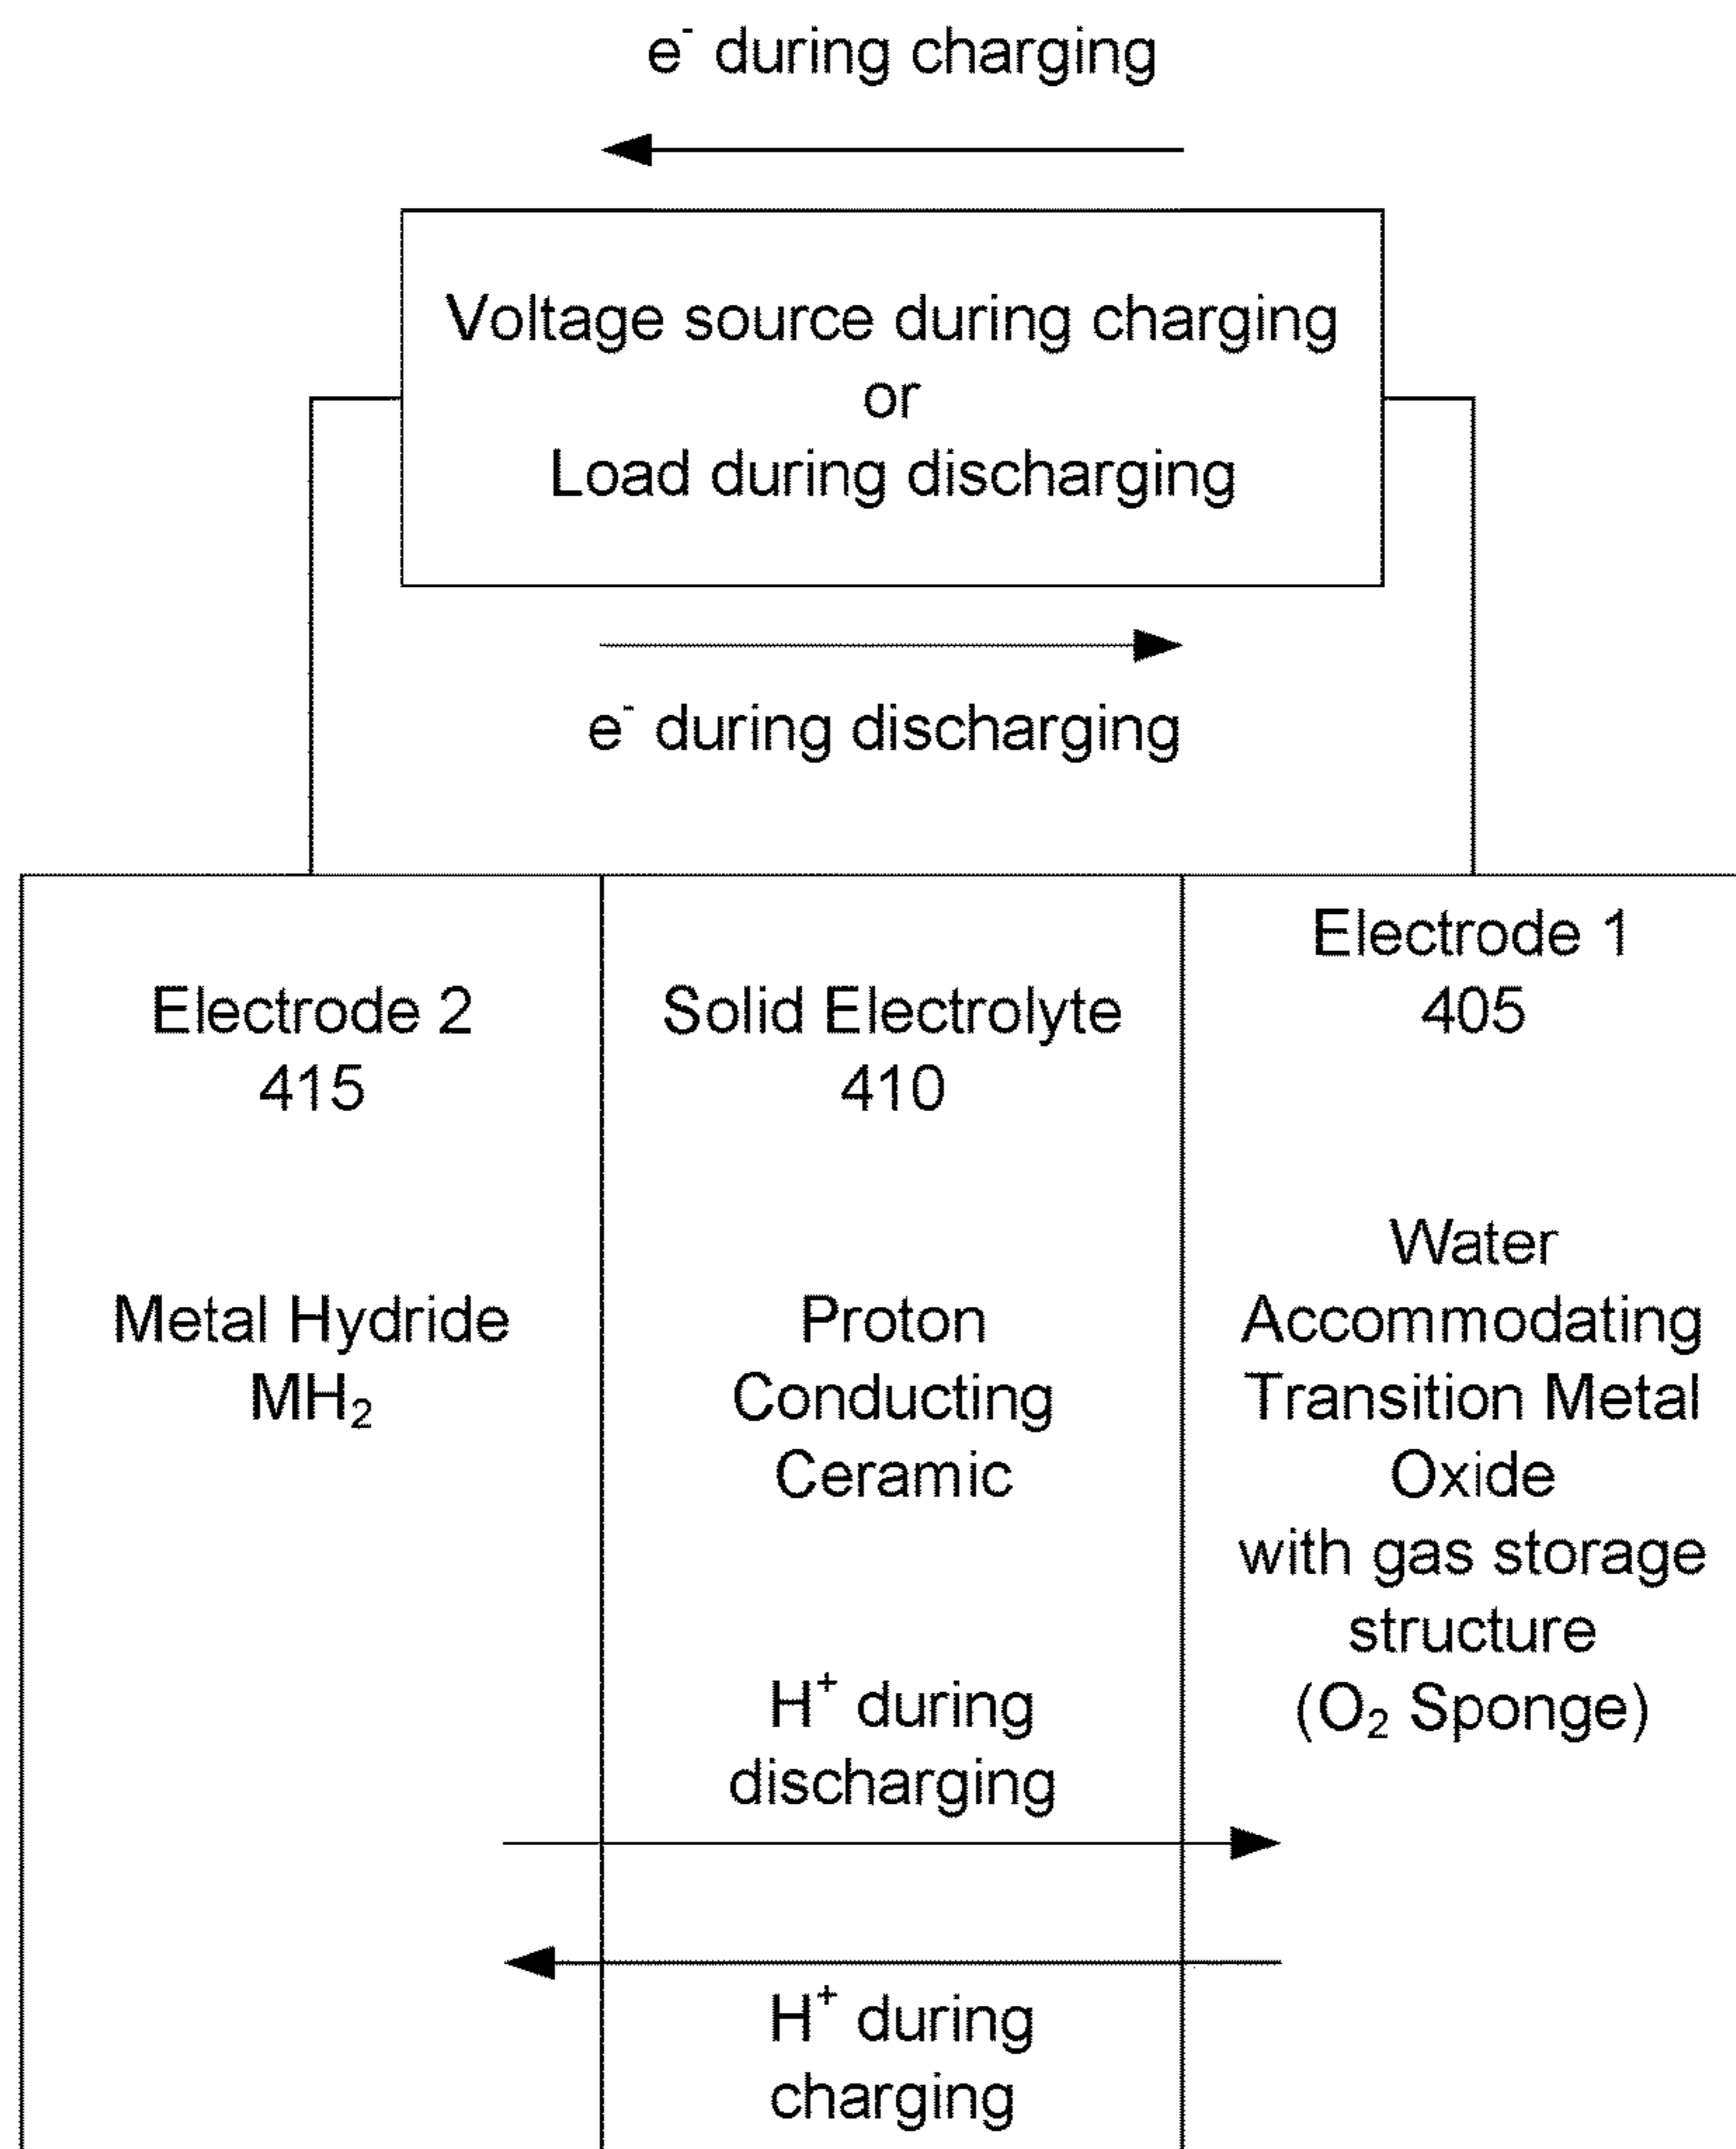 e⁻ during charging
Voltage source during charging
or
Load during discharging
e⁻ during discharging
Electrode 2
415
Metal Hydride
MH₂
Solid Electrolyte
410
Proton
Conducting
Ceramic
H⁺ during
discharging
H⁺ during
charging
Electrode 1
405
Water
Accommodating
Transition Metal
Oxide
with gas storage
structure
(O₂ Sponge)